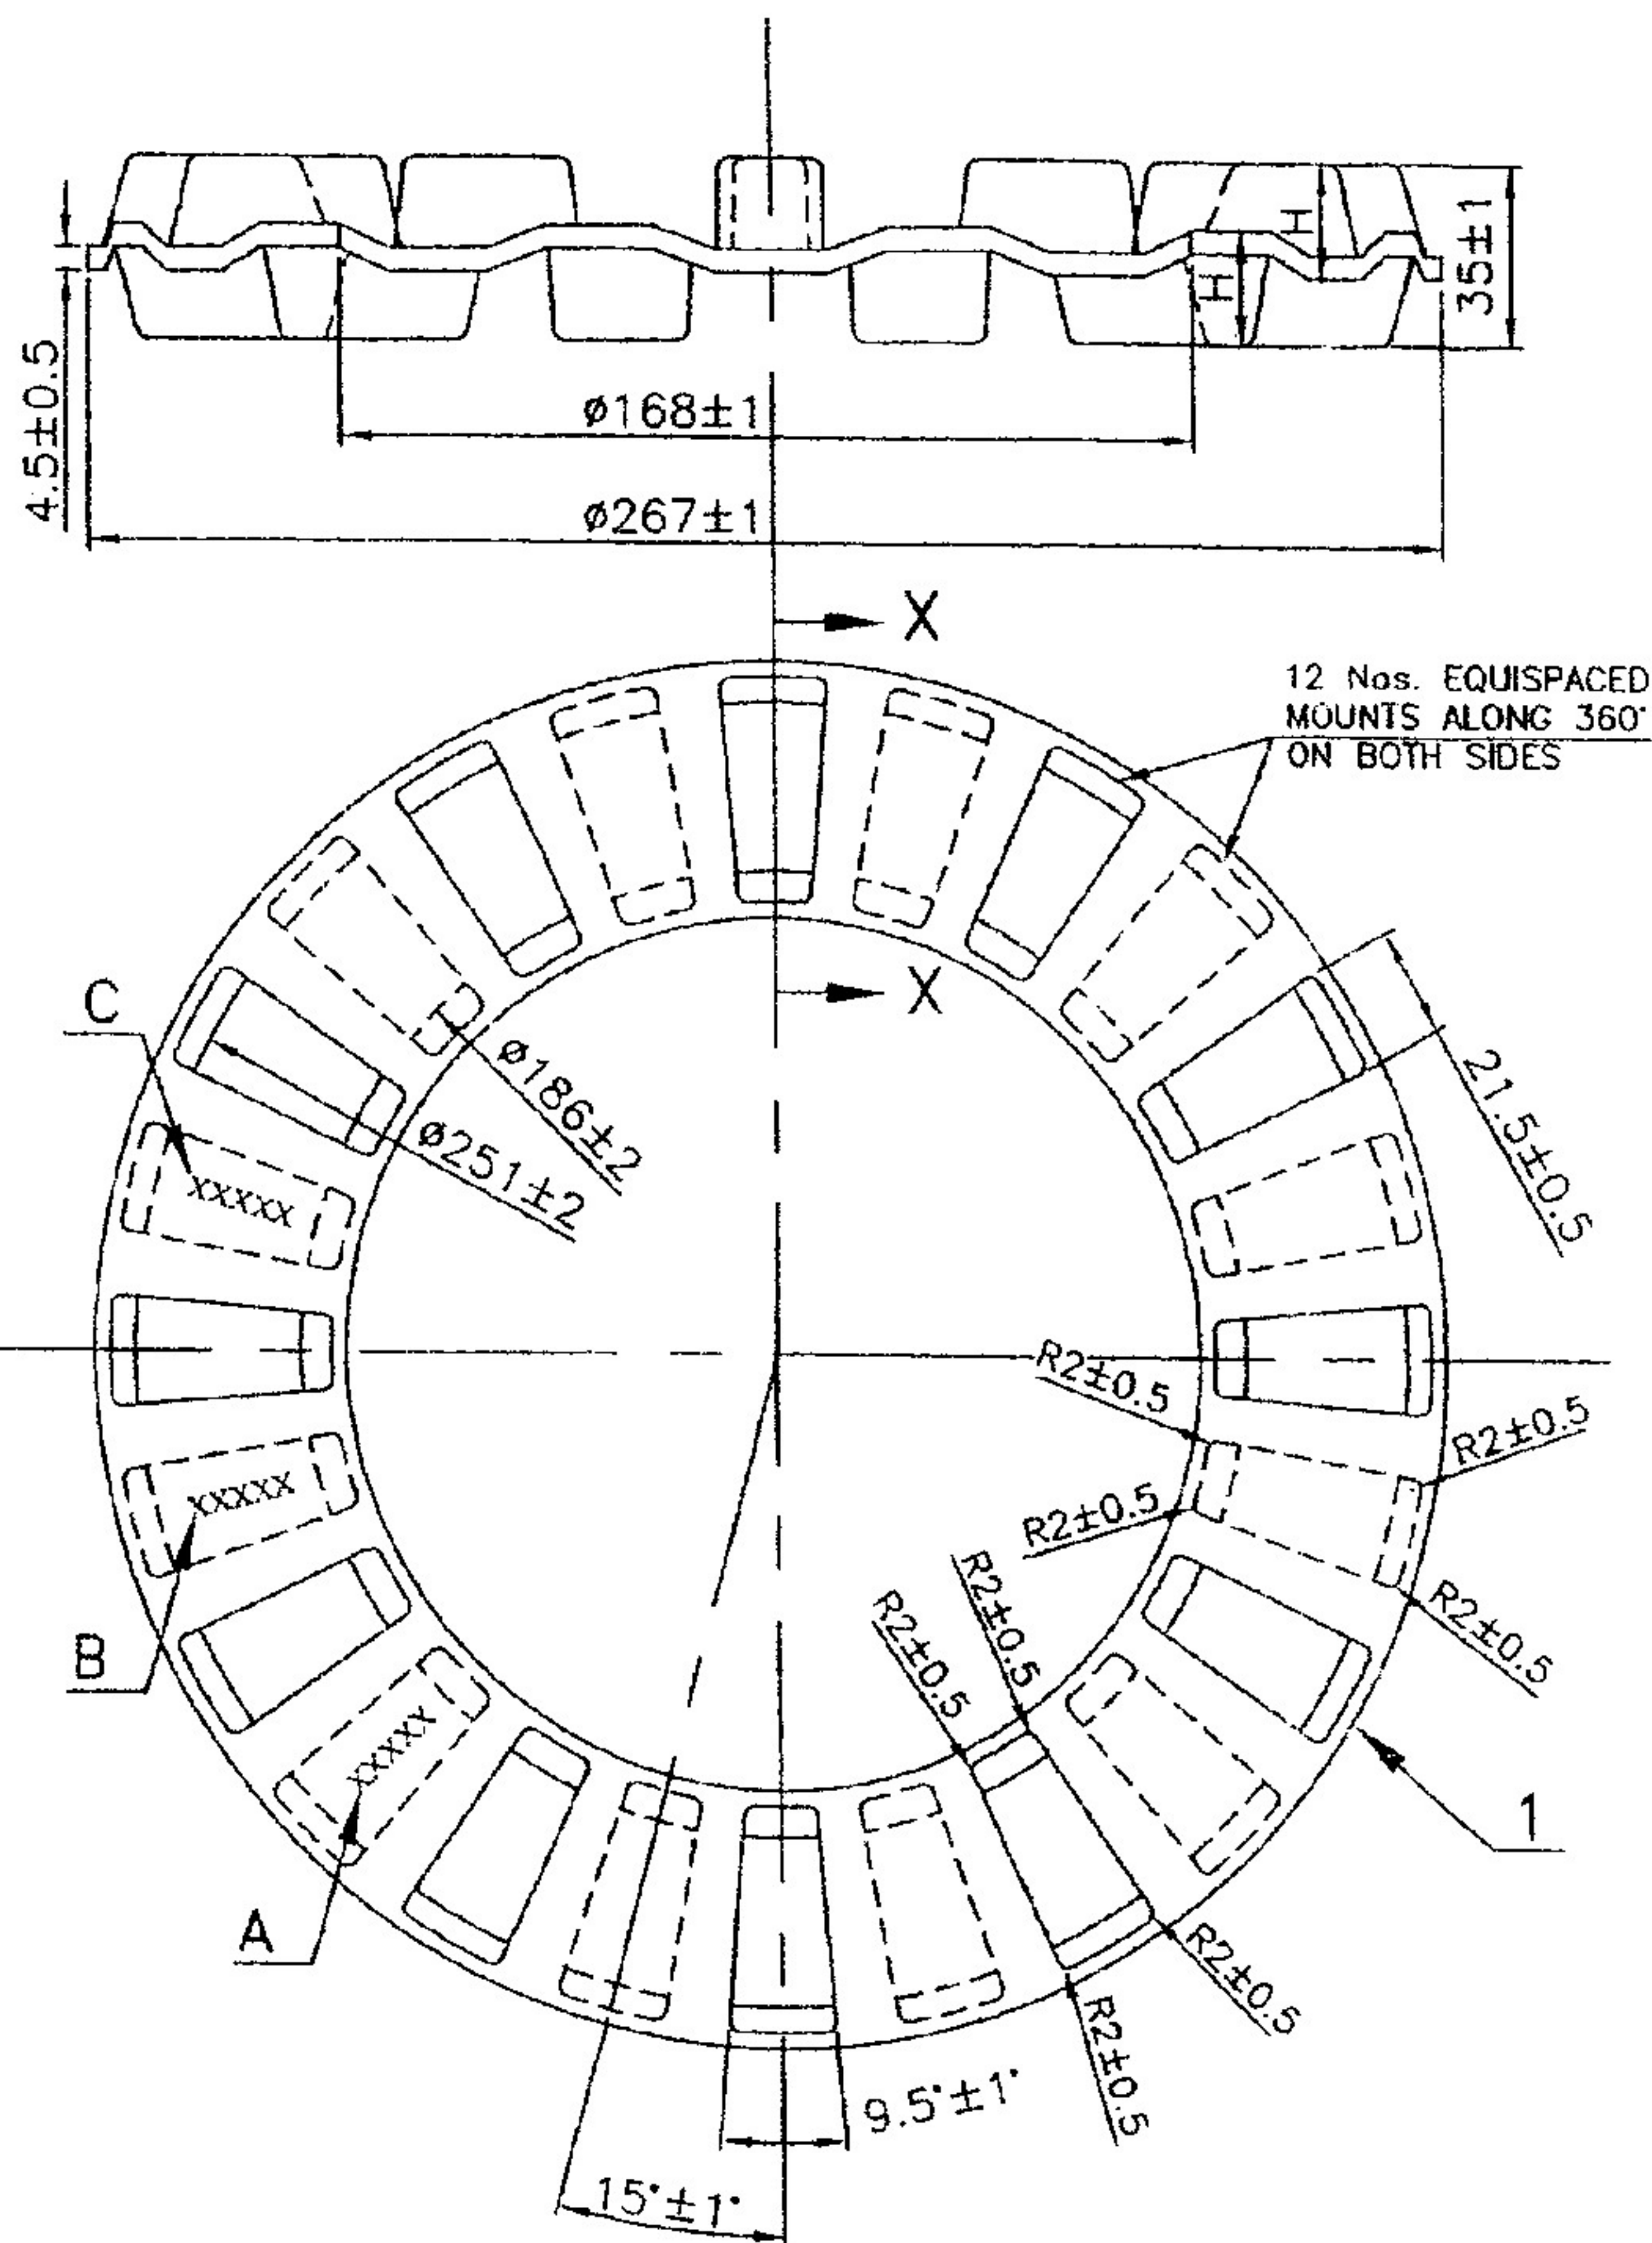 H
H
35±1
4.5±0.5
ø168±1
ø267±1
X
12 Nos. EQUISPACED
MOUNTS ALONG 360°
ON BOTH SIDES
X
C
ø186±2
ø251±2
21.5±0.5
XXXXX
R2±0.5
R2±0.5
XXXXX
R2±0.5
R2±0.5
R2±0.5
R2±0.5
B
XXXXX
1
A
R2±0.5
R2±0.5
9.5°±1°
15°±1°